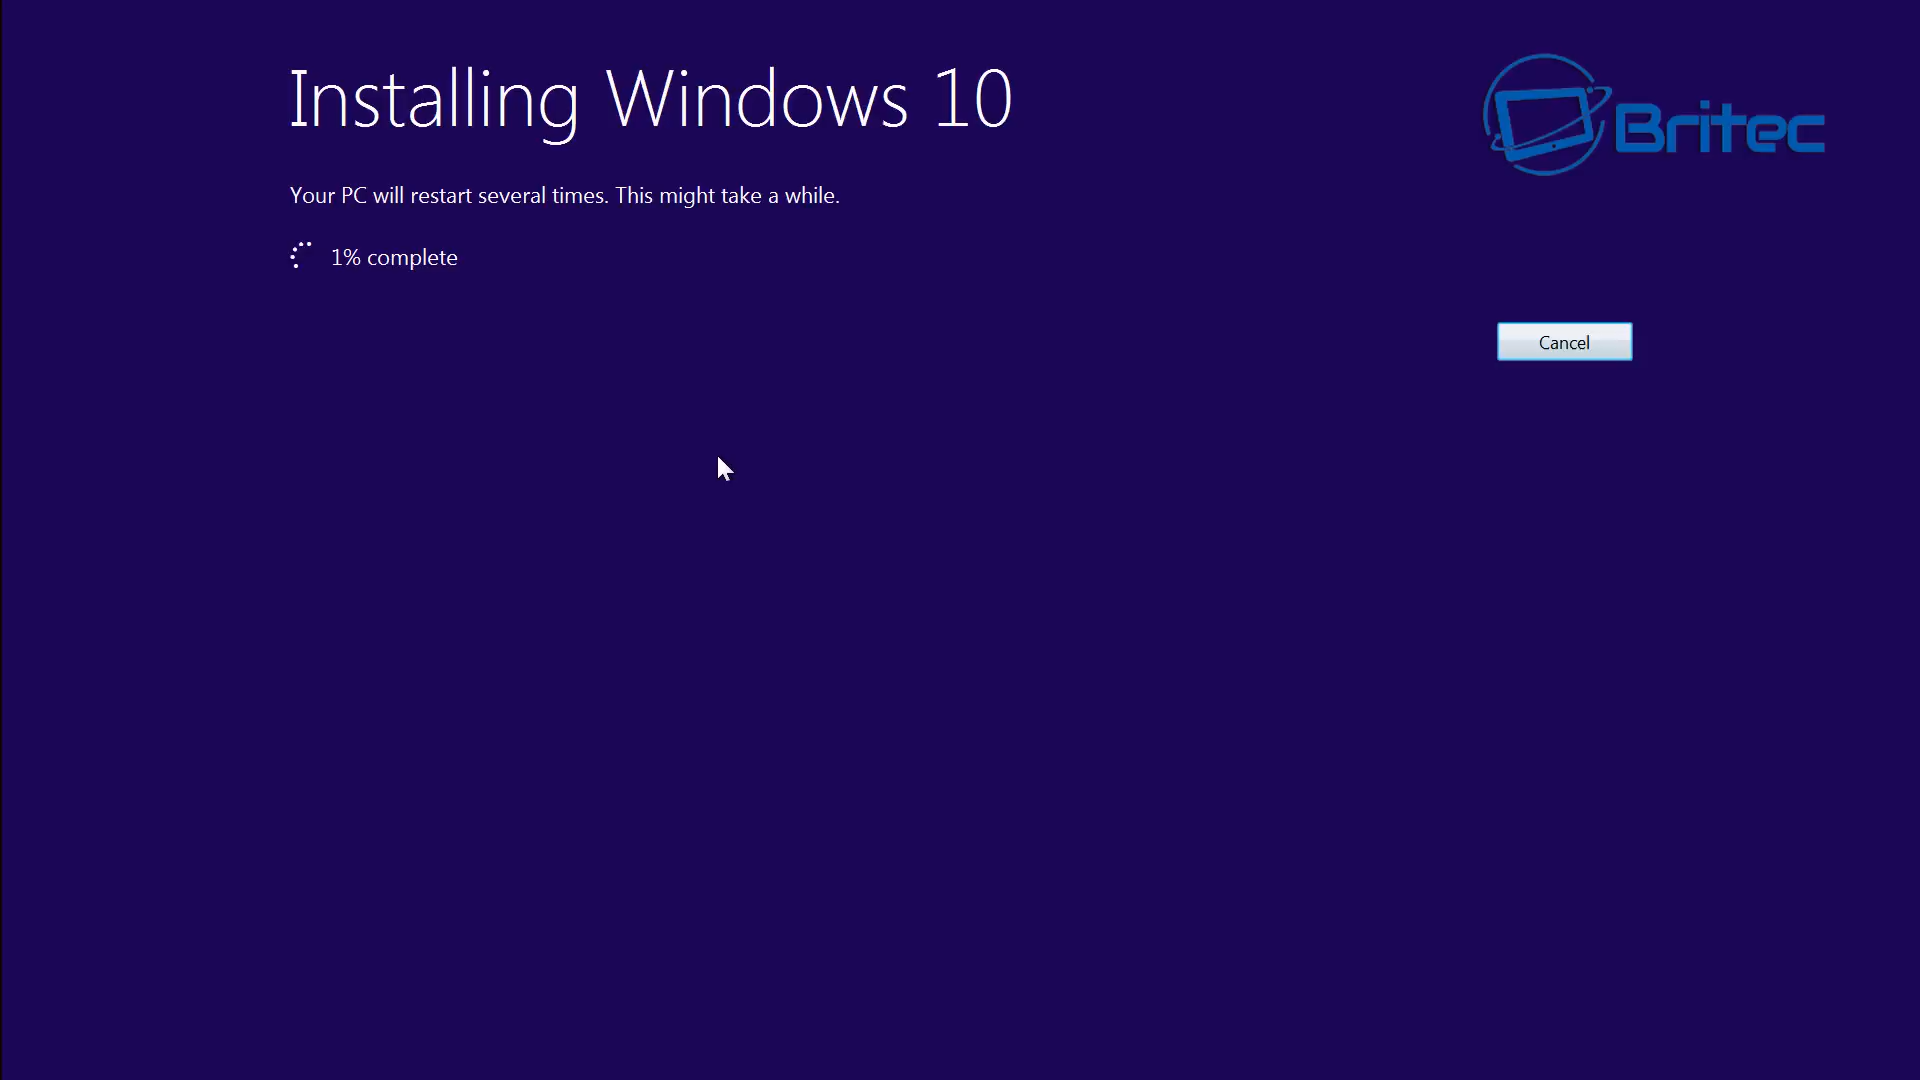 Installing Windows 10
Britec
Your PC will restart several times. This might take a while.
1% complete
Cancel